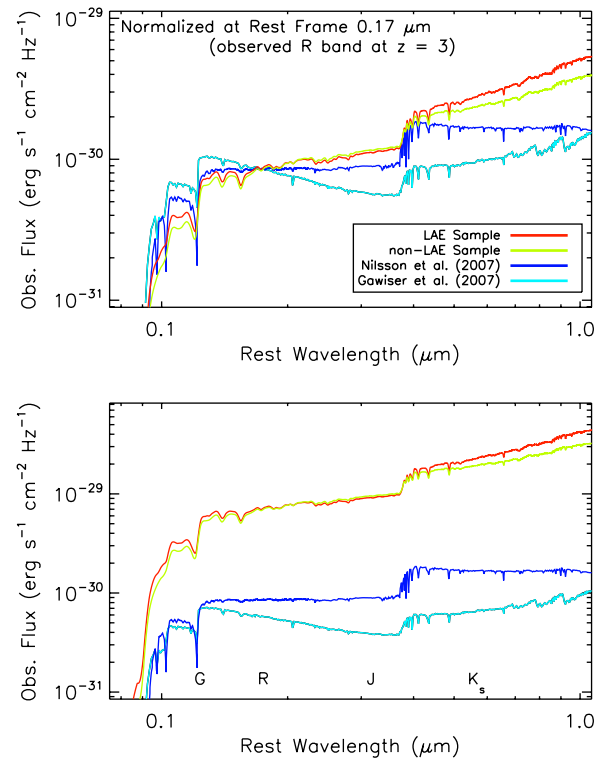 Normalized at Rest Frame 0.17 μm
(observed R band at z = 3)
10⁻²⁹
10⁻³⁰
10⁻³¹
Obs. Flux (erg s⁻¹ cm⁻² Hz⁻¹)
LAE Sample
non-LAE Sample
Nilsson et al. (2007)
Gawiser et al. (2007)
0.1
1.0
Rest Wavelength (μm)
10⁻²⁹
10⁻³⁰
10⁻³¹
Obs. Flux (erg s⁻¹ cm⁻² Hz⁻¹)
G R J Kₛ
0.1
1.0
Rest Wavelength (μm)